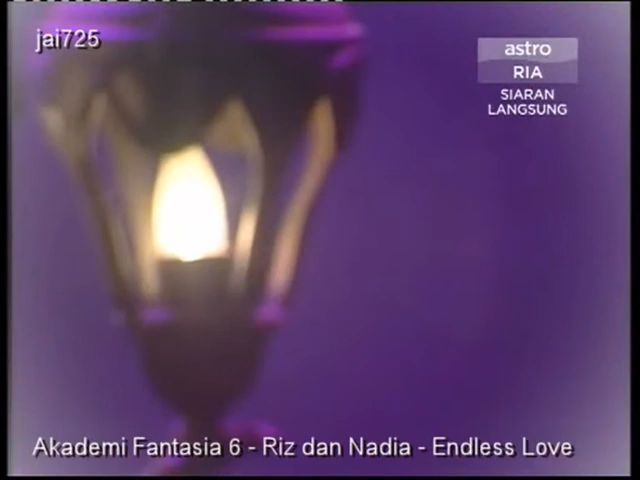 jai725
astro
RIA
SIARAN
LANGSUNG
Akademi Fantasia 6 - Riz dan Nadia - Endless Love